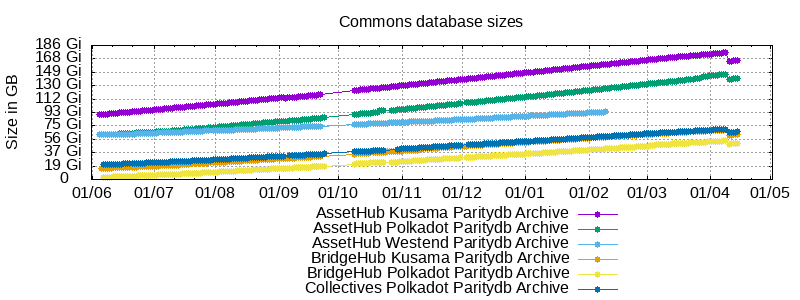 Commons database sizes
Size in GB
186 Gi
168 Gi
149 Gi
130 Gi
112 Gi
93 Gi
75 Gi
56 Gi
37 Gi
19 Gi
0
01/06 01/07 01/08 01/09 01/10 01/11 01/12 01/01 01/02 01/03 01/04 01/05
AssetHub Kusama Paritydb Archive
AssetHub Polkadot Paritydb Archive
AssetHub Westend Paritydb Archive
BridgeHub Kusama Paritydb Archive
BridgeHub Polkadot Paritydb Archive
Collectives Polkadot Paritydb Archive